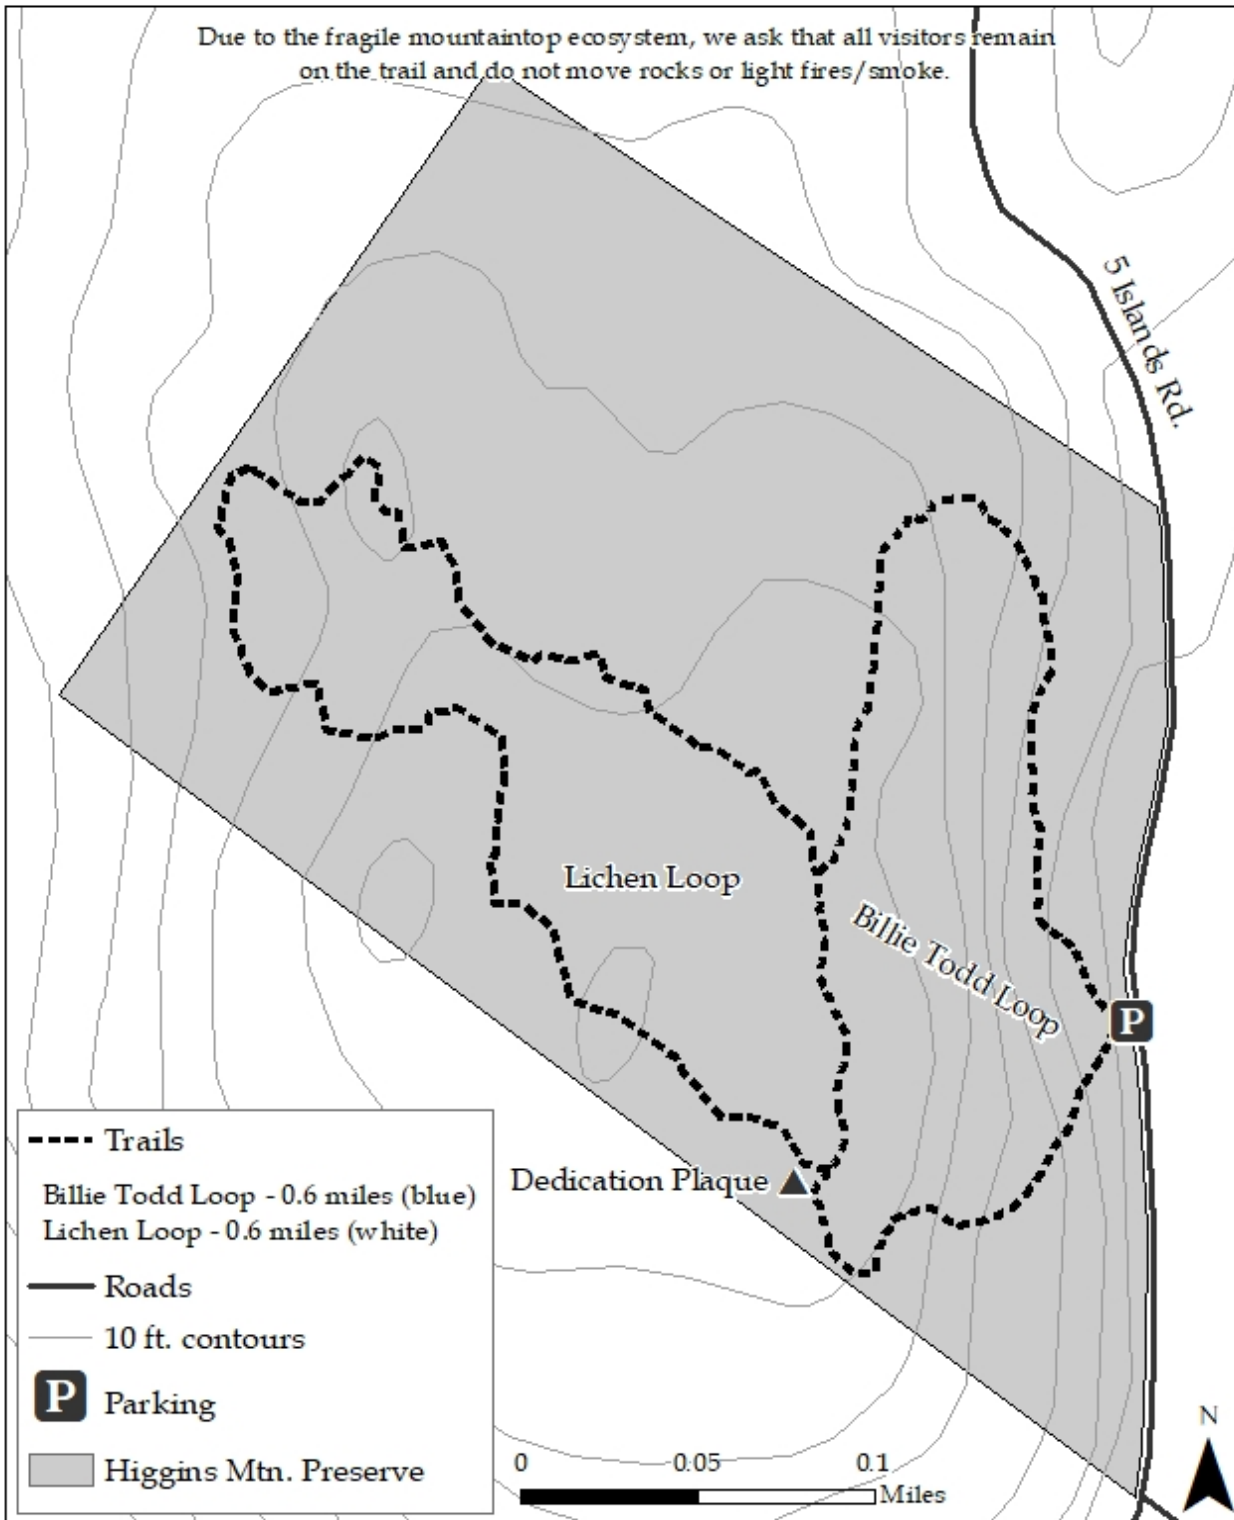 Due to the fragile mountaintop ecosystem, we ask that all visitors remain
on the trail and do not move rocks or light fires/smoke.
5 Islands Rd.
Lichen Loop
Billie Todd Loop
P
Dedication Plaque
Trails
Billie Todd Loop - 0.6 miles (blue)
Lichen Loop - 0.6 miles (white)
Roads
10 ft. contours
P
Parking
Higgins Mtn. Preserve
0 0.05 0.1
Miles
N